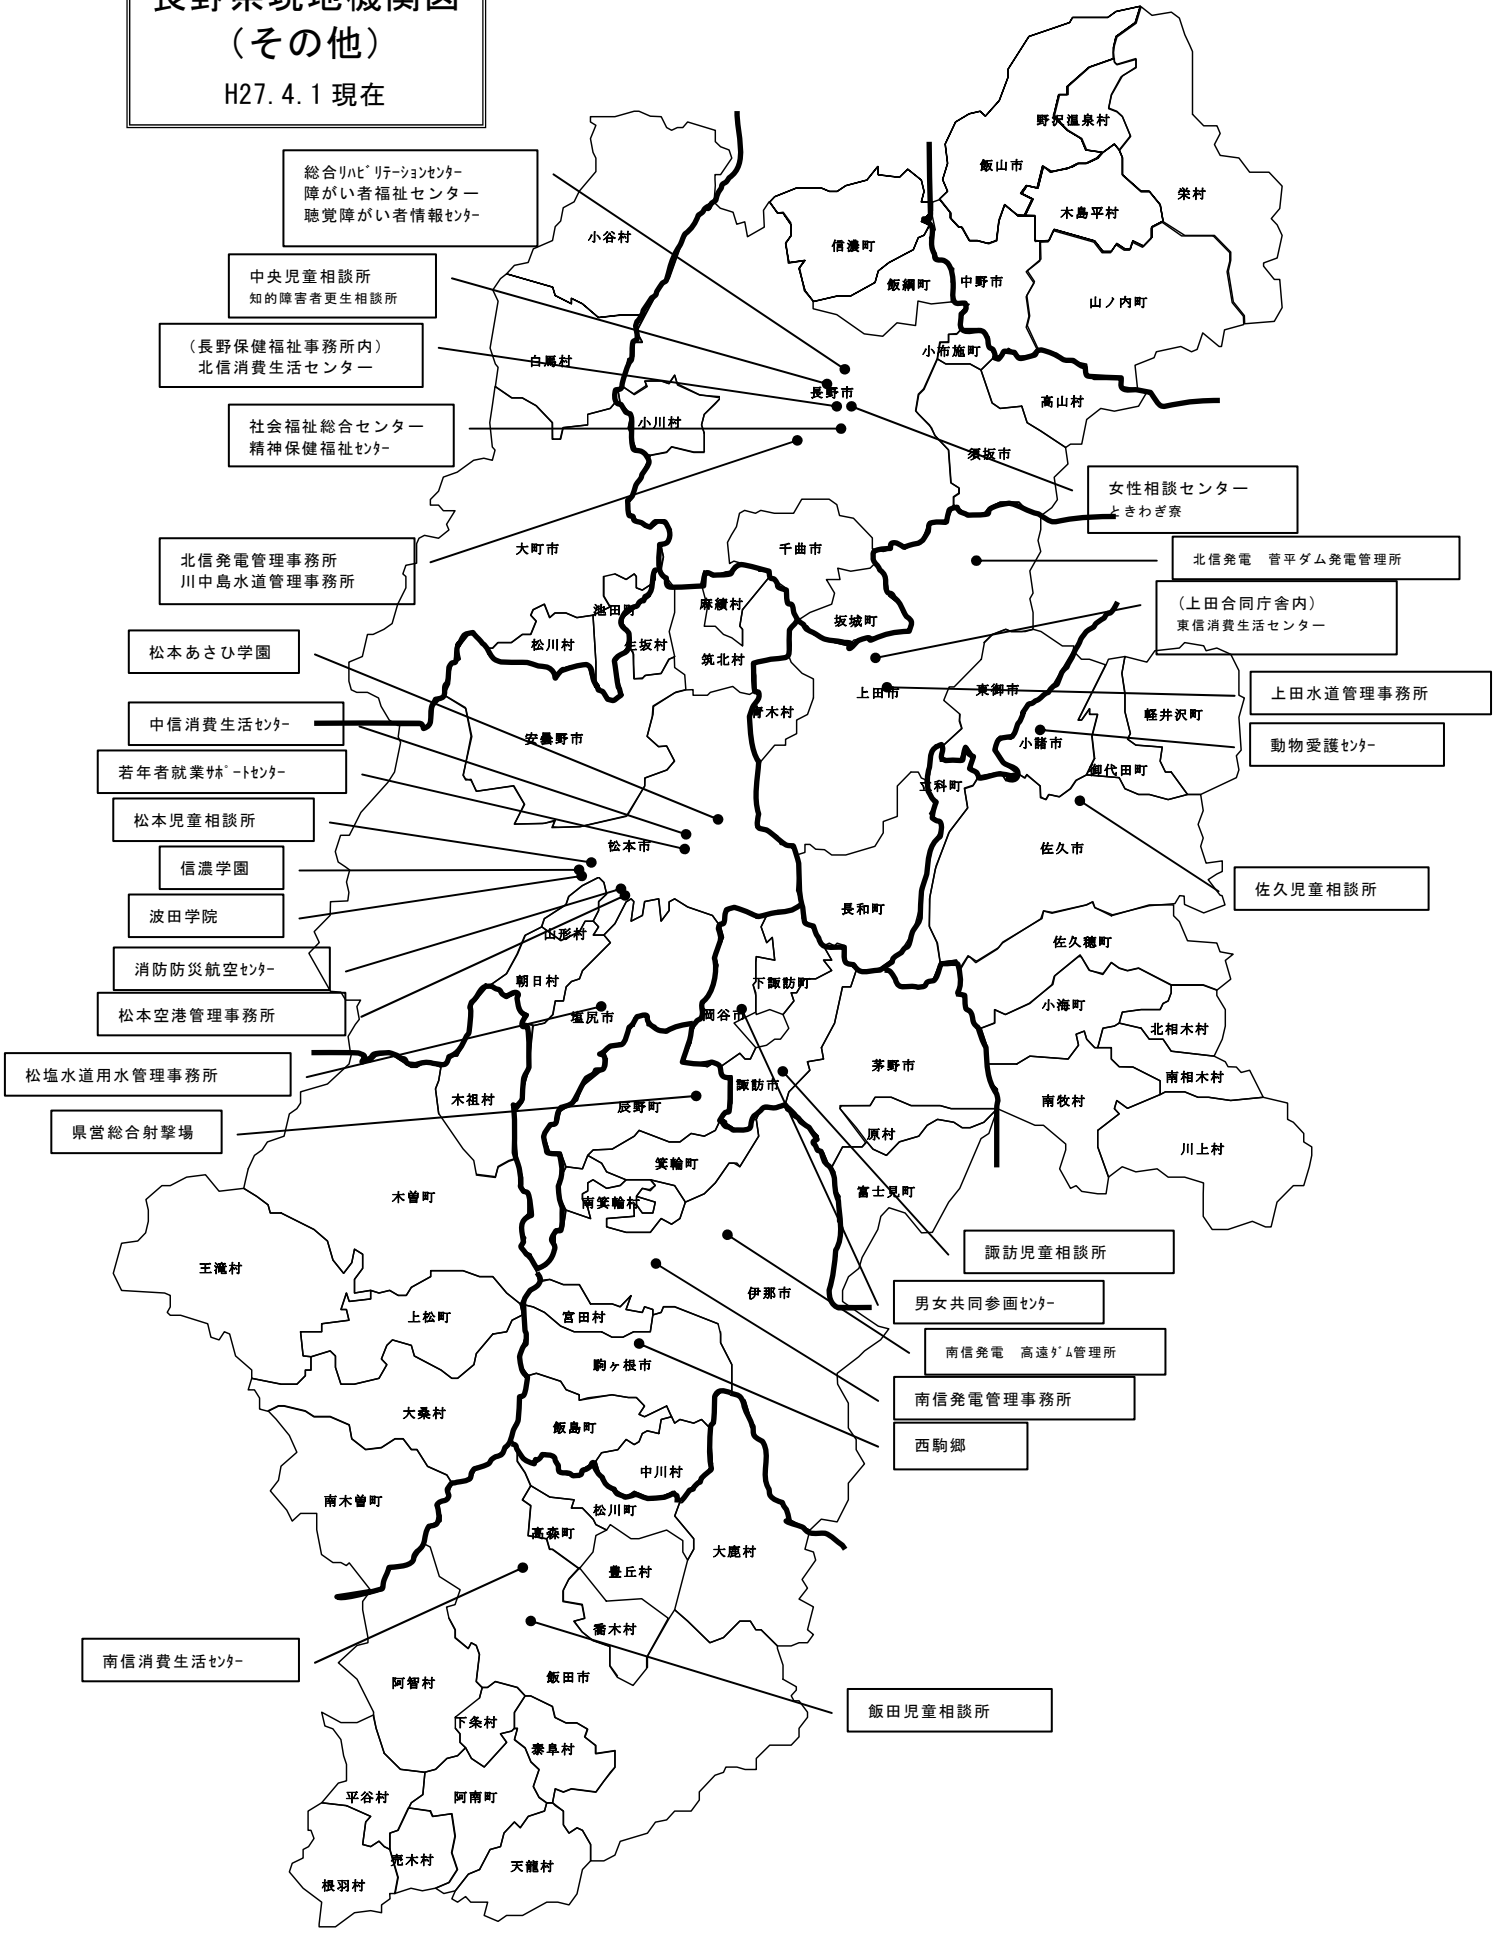 長野県現地機関図
（その他）
H27.4.1 現在
総合ﾘﾊﾋﾞﾘﾃｰｼｮﾝｾﾝﾀｰ
障がい者福祉センター
聴覚障がい者情報ｾﾝﾀｰ
中央児童相談所
知的障害者更生相談所
（長野保健福祉事務所内）
北信消費生活センター
社会福祉総合センター
精神保健福祉ｾﾝﾀｰ
北信発電管理事務所
川中島水道管理事務所
松本あさひ学園
中信消費生活ｾﾝﾀｰ
若年者就業ｻﾎﾟｰﾄｾﾝﾀｰ
松本児童相談所
信濃学園
波田学院
消防防災航空ｾﾝﾀｰ
松本空港管理事務所
松塩水道用水管理事務所
県営総合射撃場
南信消費生活ｾﾝﾀｰ
女性相談センター
ときわぎ寮
北信発電　菅平ダム発電管理所
（上田合同庁舎内）
東信消費生活センター
上田水道管理事務所
動物愛護ｾﾝﾀｰ
佐久児童相談所
諏訪児童相談所
男女共同参画ｾﾝﾀｰ
南信発電　高遠ﾀﾞﾑ管理所
南信発電管理事務所
西駒郷
飯田児童相談所
野沢温泉村
飯山市
栄村
木島平村
小谷村
信濃町
飯綱町
中野市
山ノ内町
小布施町
白馬村
長野市
高山村
小川村
須坂市
大町市
千曲市
池田町
麻績村
坂城町
松川村
生坂村
筑北村
上田市
東御市
青木村
軽井沢町
安曇野市
小諸市
御代田町
立科町
松本市
佐久市
長和町
山形村
佐久穂町
朝日村
下諏訪町
小海町
塩尻市
岡谷市
北相木村
茅野市
南相木村
諏訪市
木祖村
辰野町
南牧村
原村
川上村
箕輪町
木曽町
南箕輪村
富士見町
王滝村
伊那市
上松町
宮田村
駒ヶ根市
大桑村
飯島町
中川村
南木曽町
松川町
高森町
大鹿村
豊丘村
喬木村
阿智村
飯田市
下条村
泰阜村
平谷村
阿南町
売木村
天龍村
根羽村